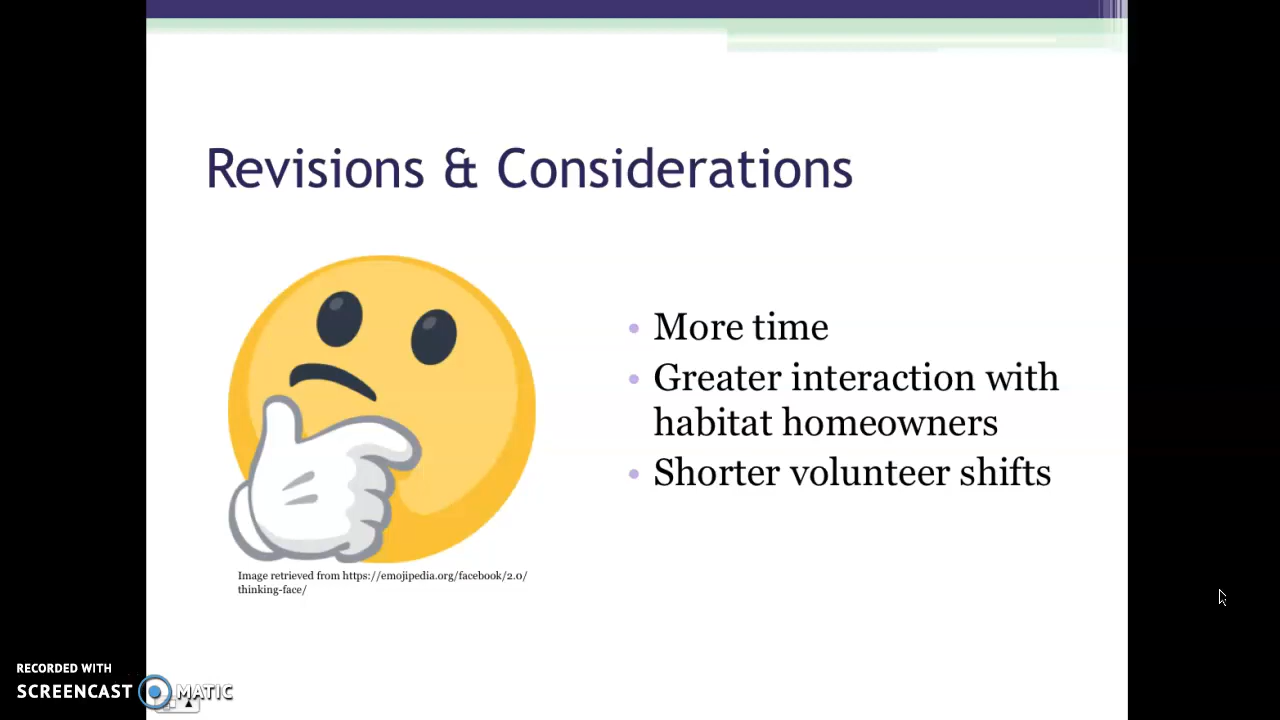 Revisions & Considerations
• More time
• Greater interaction with
habitat homeowners
• Shorter volunteer shifts
Image retrieved from https://emojipedia.org/facebook/2.0/
thinking-face/
RECORDED WITH
SCREENCAST MATIC